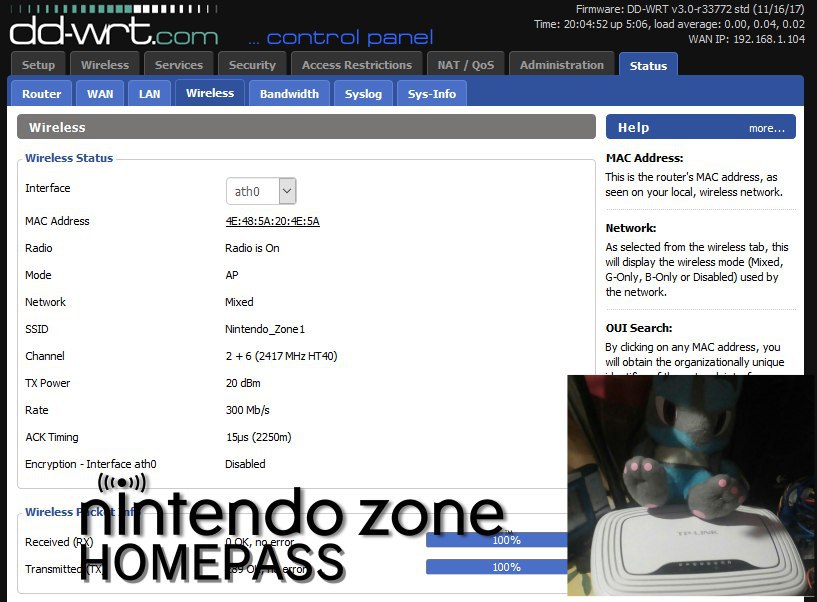 dd-wrt.com ... control panel
Firmware: DD-WRT v3.0-r33772 std (11/16/17)
Time: 20:04:52 up 5:06, load average: 0.00, 0.04, 0.02
WAN IP: 192.168.1.104
Setup Wireless Services Security Access Restrictions NAT / QoS Administration Status
Router WAN LAN Wireless Bandwidth Syslog Sys-Info
Wireless
Wireless Status
Interface ath0
MAC Address 4E:48:5A:20:4E:5A
Radio Radio is On
Mode AP
Network Mixed
SSID Nintendo_Zone1
Channel 2 + 6 (2417 MHz HT40)
TX Power 20 dBm
Rate 300 Mb/s
ACK Timing 15µs (2250m)
Encryption - Interface ath0 Disabled
Wireless Packet Info
Received (RX) 0 OK, no error 100%
Transmitted (TX) OK, no error 100%
nintendo zone
HOMEPASS
Help more...
MAC Address:
This is the router's MAC address, as
seen on your local, wireless network.
Network:
As selected from the wireless tab, this
will display the wireless mode (Mixed,
G-Only, B-Only or Disabled) used by
the network.
OUI Search:
By clicking on any MAC address, you
will obtain the organizationally unique
TP-LINK